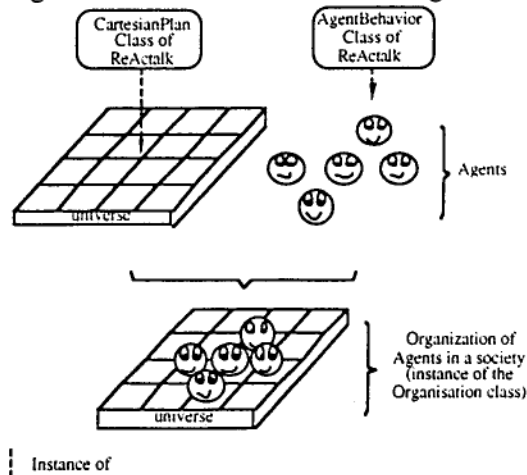 CartesianPlan
Class of
ReActalk
AgentBehavior
Class of
ReActalk
Agents
universe
Organization of
Agents in a society
(instance of the
Organisation class)
universe
Instance of